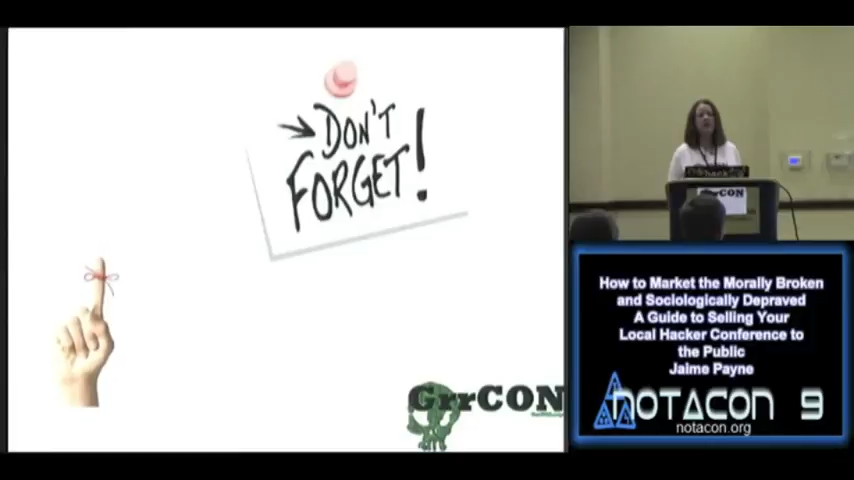 DON'T
FORGET!
GrrCON
GrrCON
How to Market the Morally Broken
and Sociologically Depraved
A Guide to Selling Your
Local Hacker Conference to
the Public
Jaime Payne
NOTACON 9
notacon.org